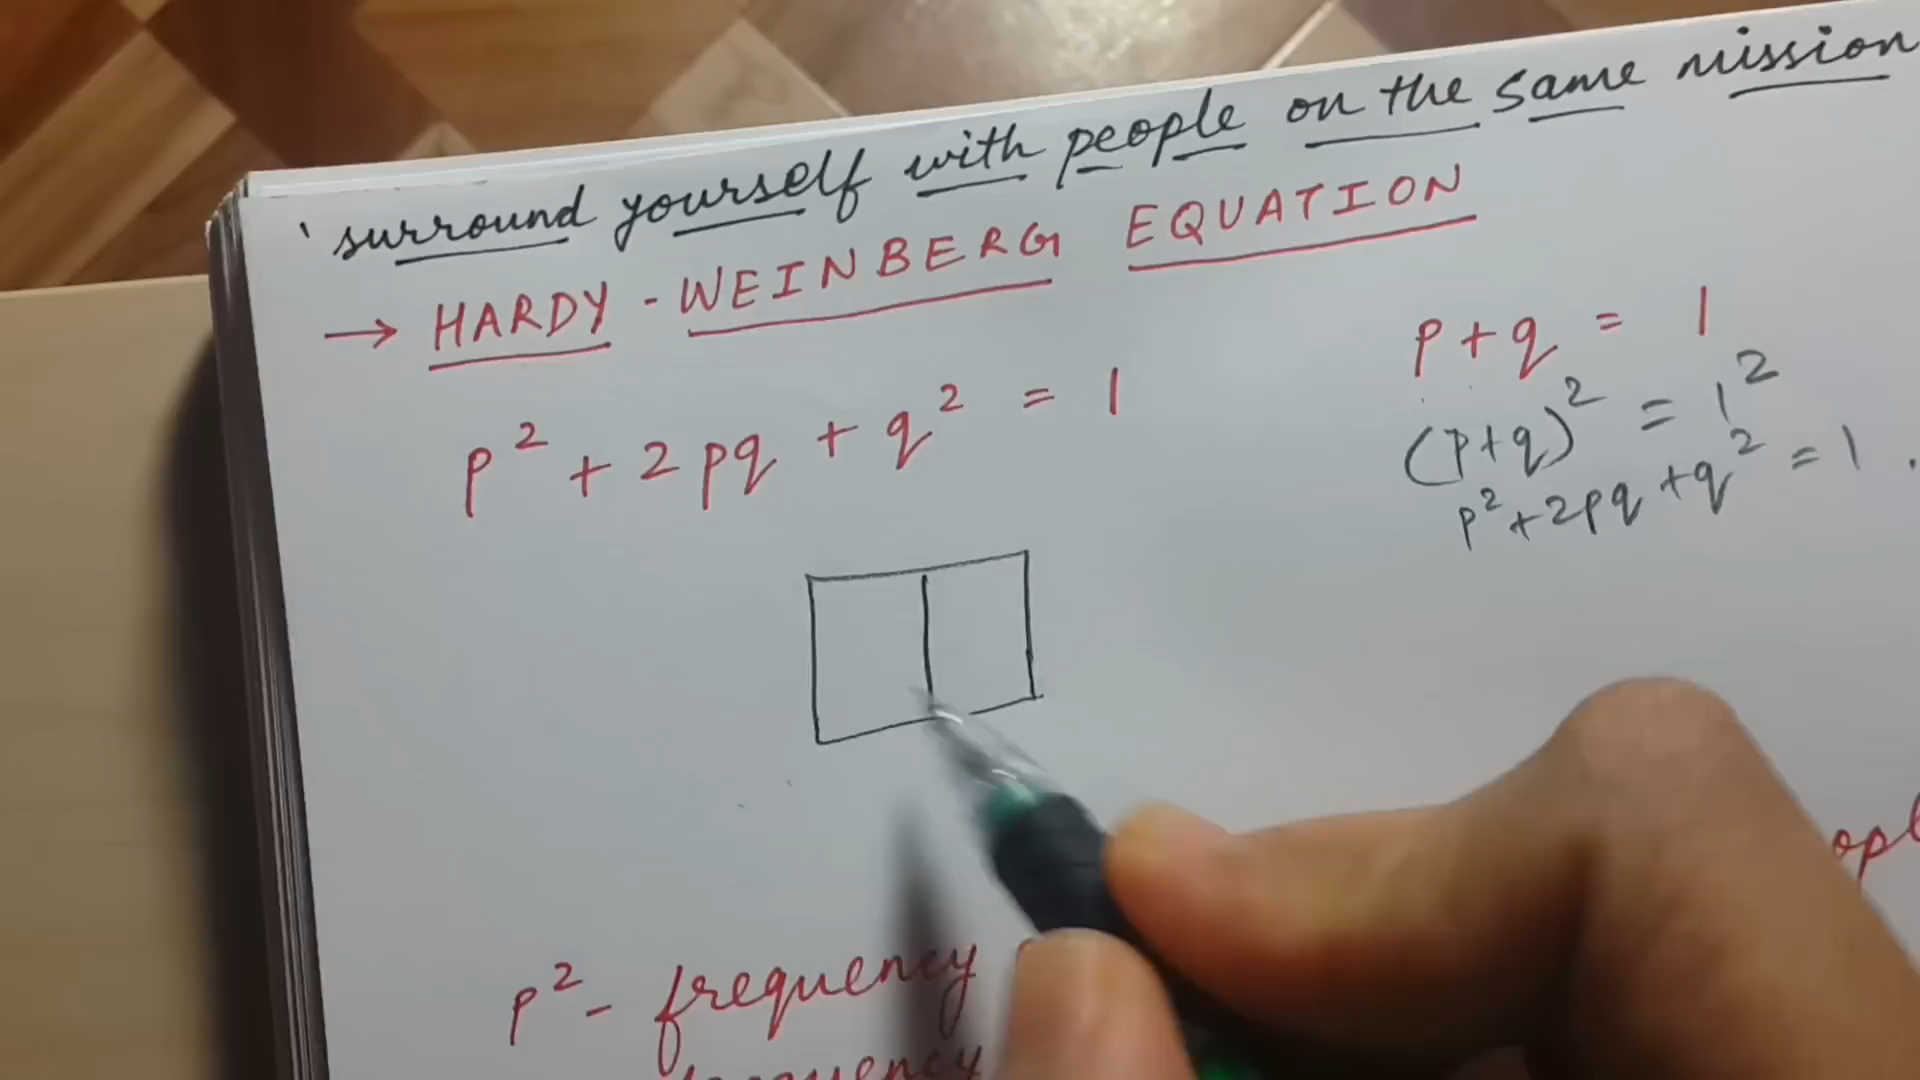 ' surround yourself with people on the same mission
→ HARDY - WEINBERG EQUATION
p² + 2pq + q² = 1
p + q = 1
(p+q)² = 1²
p² + 2pq + q² = 1 .
p² - frequency